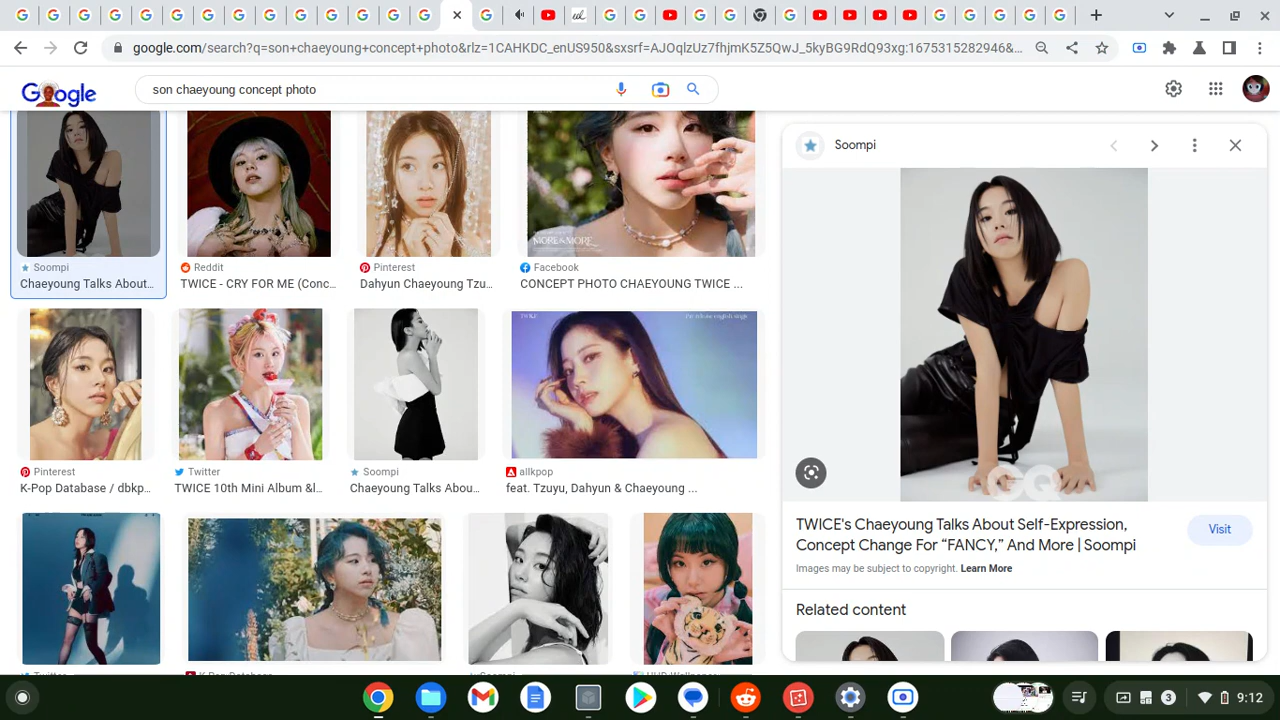 google.com/search?q=son+chaeyoung+concept+photo&rlz=1CAHKDC_enUS950&sxsrf=AJOqlzUz7fhjmK5Z5QwJ_5kyBG9RdQ93xg:1675315282946&...
Google
son chaeyoung concept photo
Soompi
Chaeyoung Talks About...
Reddit
TWICE - CRY FOR ME (Conc...
Pinterest
Dahyun Chaeyoung Tzu...
MORE&MORE
Facebook
CONCEPT PHOTO CHAEYOUNG TWICE ...
Pinterest
K-Pop Database / dbkp...
Twitter
TWICE 10th Mini Album &l...
Soompi
Chaeyoung Talks Abou...
TWICE
allkpop
feat. Tzuyu, Dahyun & Chaeyoung ...
Soompi
GQ
TWICE's Chaeyoung Talks About Self-Expression,
Concept Change For “FANCY,” And More | Soompi
Visit
Images may be subject to copyright. Learn More
Related content
3
9:12